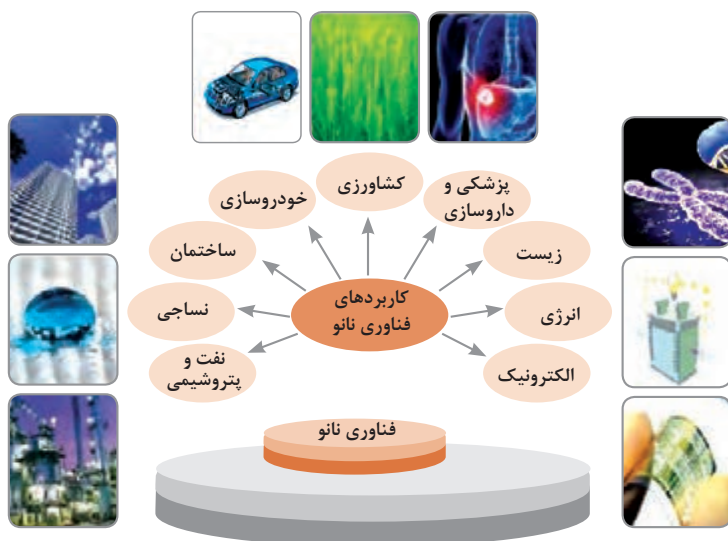 کشاورزی
پزشکی و
داروسازی
خودروسازی
زیست
ساختمان
انرژی
کاربردهای
فناوری نانو
نساجی
الکترونیک
نفت و
پتروشیمی
فناوری نانو